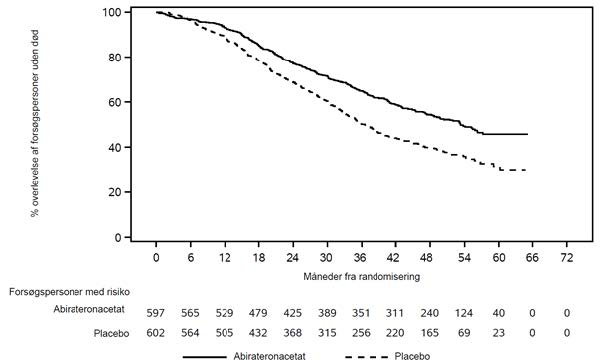 % overlevelse af forsøgspersoner uden død
100
80
60
40
20
0
0 6 12 18 24 30 36 42 48 54 60 66 72
Måneder fra randomisering
Forsøgspersoner med risiko
Abirateronacetat 597 565 529 479 425 389 351 311 240 124 40 0 0
Placebo 602 564 505 432 368 315 256 220 165 69 23 0 0
Abirateronacetat Placebo